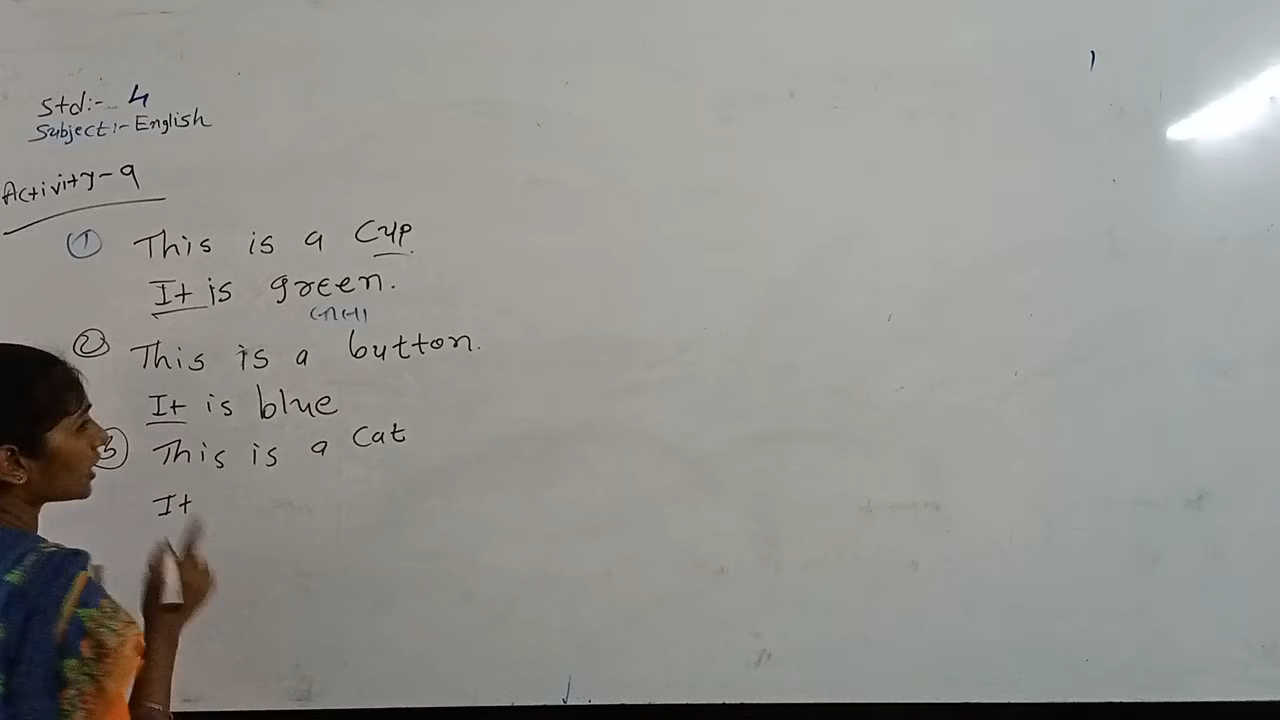 Std:- 4
Subject:- English
Activity-9
① This is a Cup.
It is green.
② This is a button.
It is blue
③ This is a cat
It